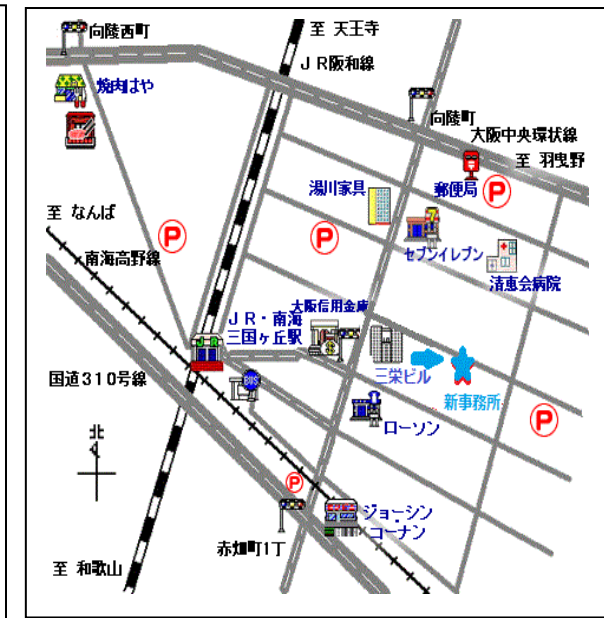 至 天王寺
向陵西町
ＪＲ阪和線
焼肉はや
向陵町
大阪中央環状線
至 羽曳野
湯川家具
郵便局
P
至 なんば
P
P
南海高野線
セブンイレブン
清恵会病院
大阪信用金庫
ＪＲ・南海
三国ヶ丘駅
JR
国道３１０号線
BUS
三栄ビル
新事務所
P
ローソン
北
P
ジョーシン
コーナン
赤畑町1丁
至 和歌山